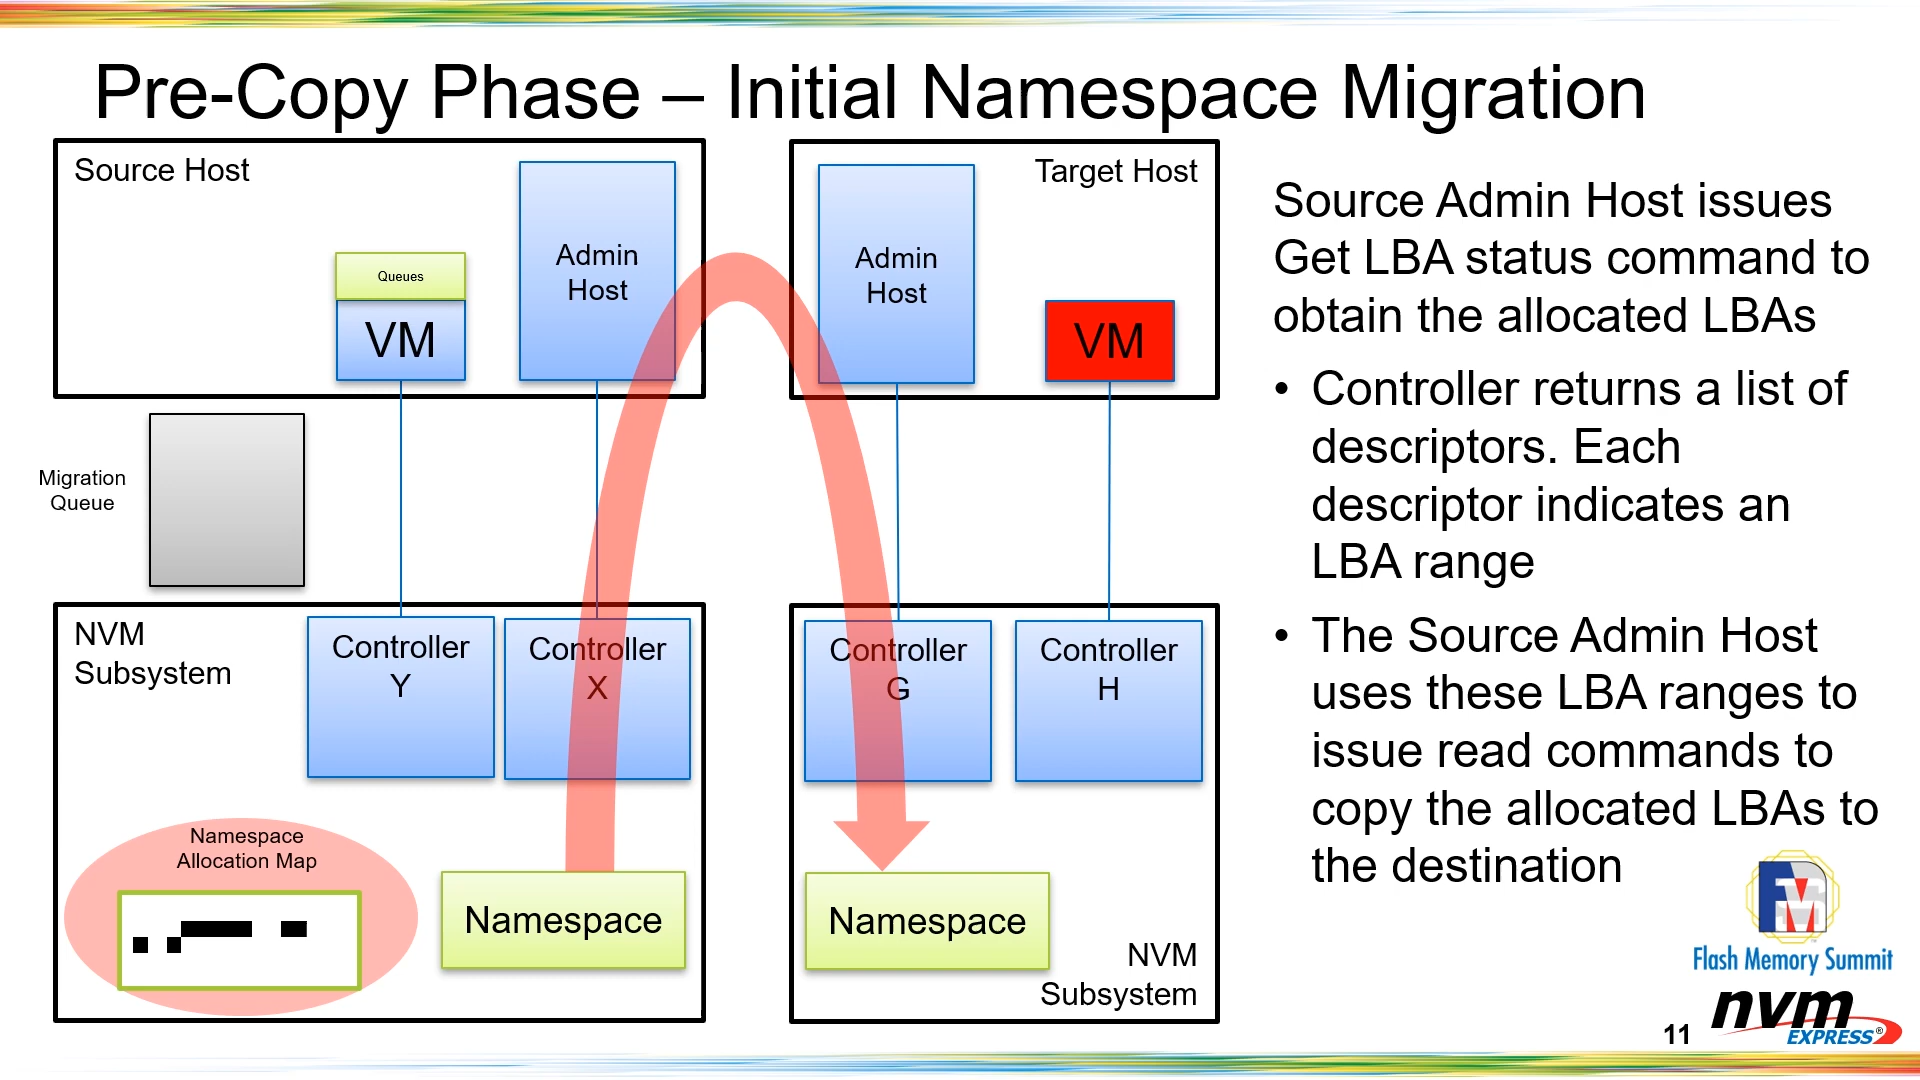 Pre-Copy Phase – Initial Namespace Migration
Source Host
Queues
VM
Admin
Host
Target Host
Admin
Host
VM
Migration
Queue
NVM
Subsystem
Controller
Y
Controller
X
Controller
G
Controller
H
Namespace
Allocation Map
Namespace
Namespace
NVM
Subsystem
Source Admin Host issues
Get LBA status command to
obtain the allocated LBAs
• Controller returns a list of
descriptors. Each
descriptor indicates an
LBA range
• The Source Admin Host
uses these LBA ranges to
issue read commands to
copy the allocated LBAs to
the destination
FM
Flash Memory Summit
nvm
EXPRESS®
11